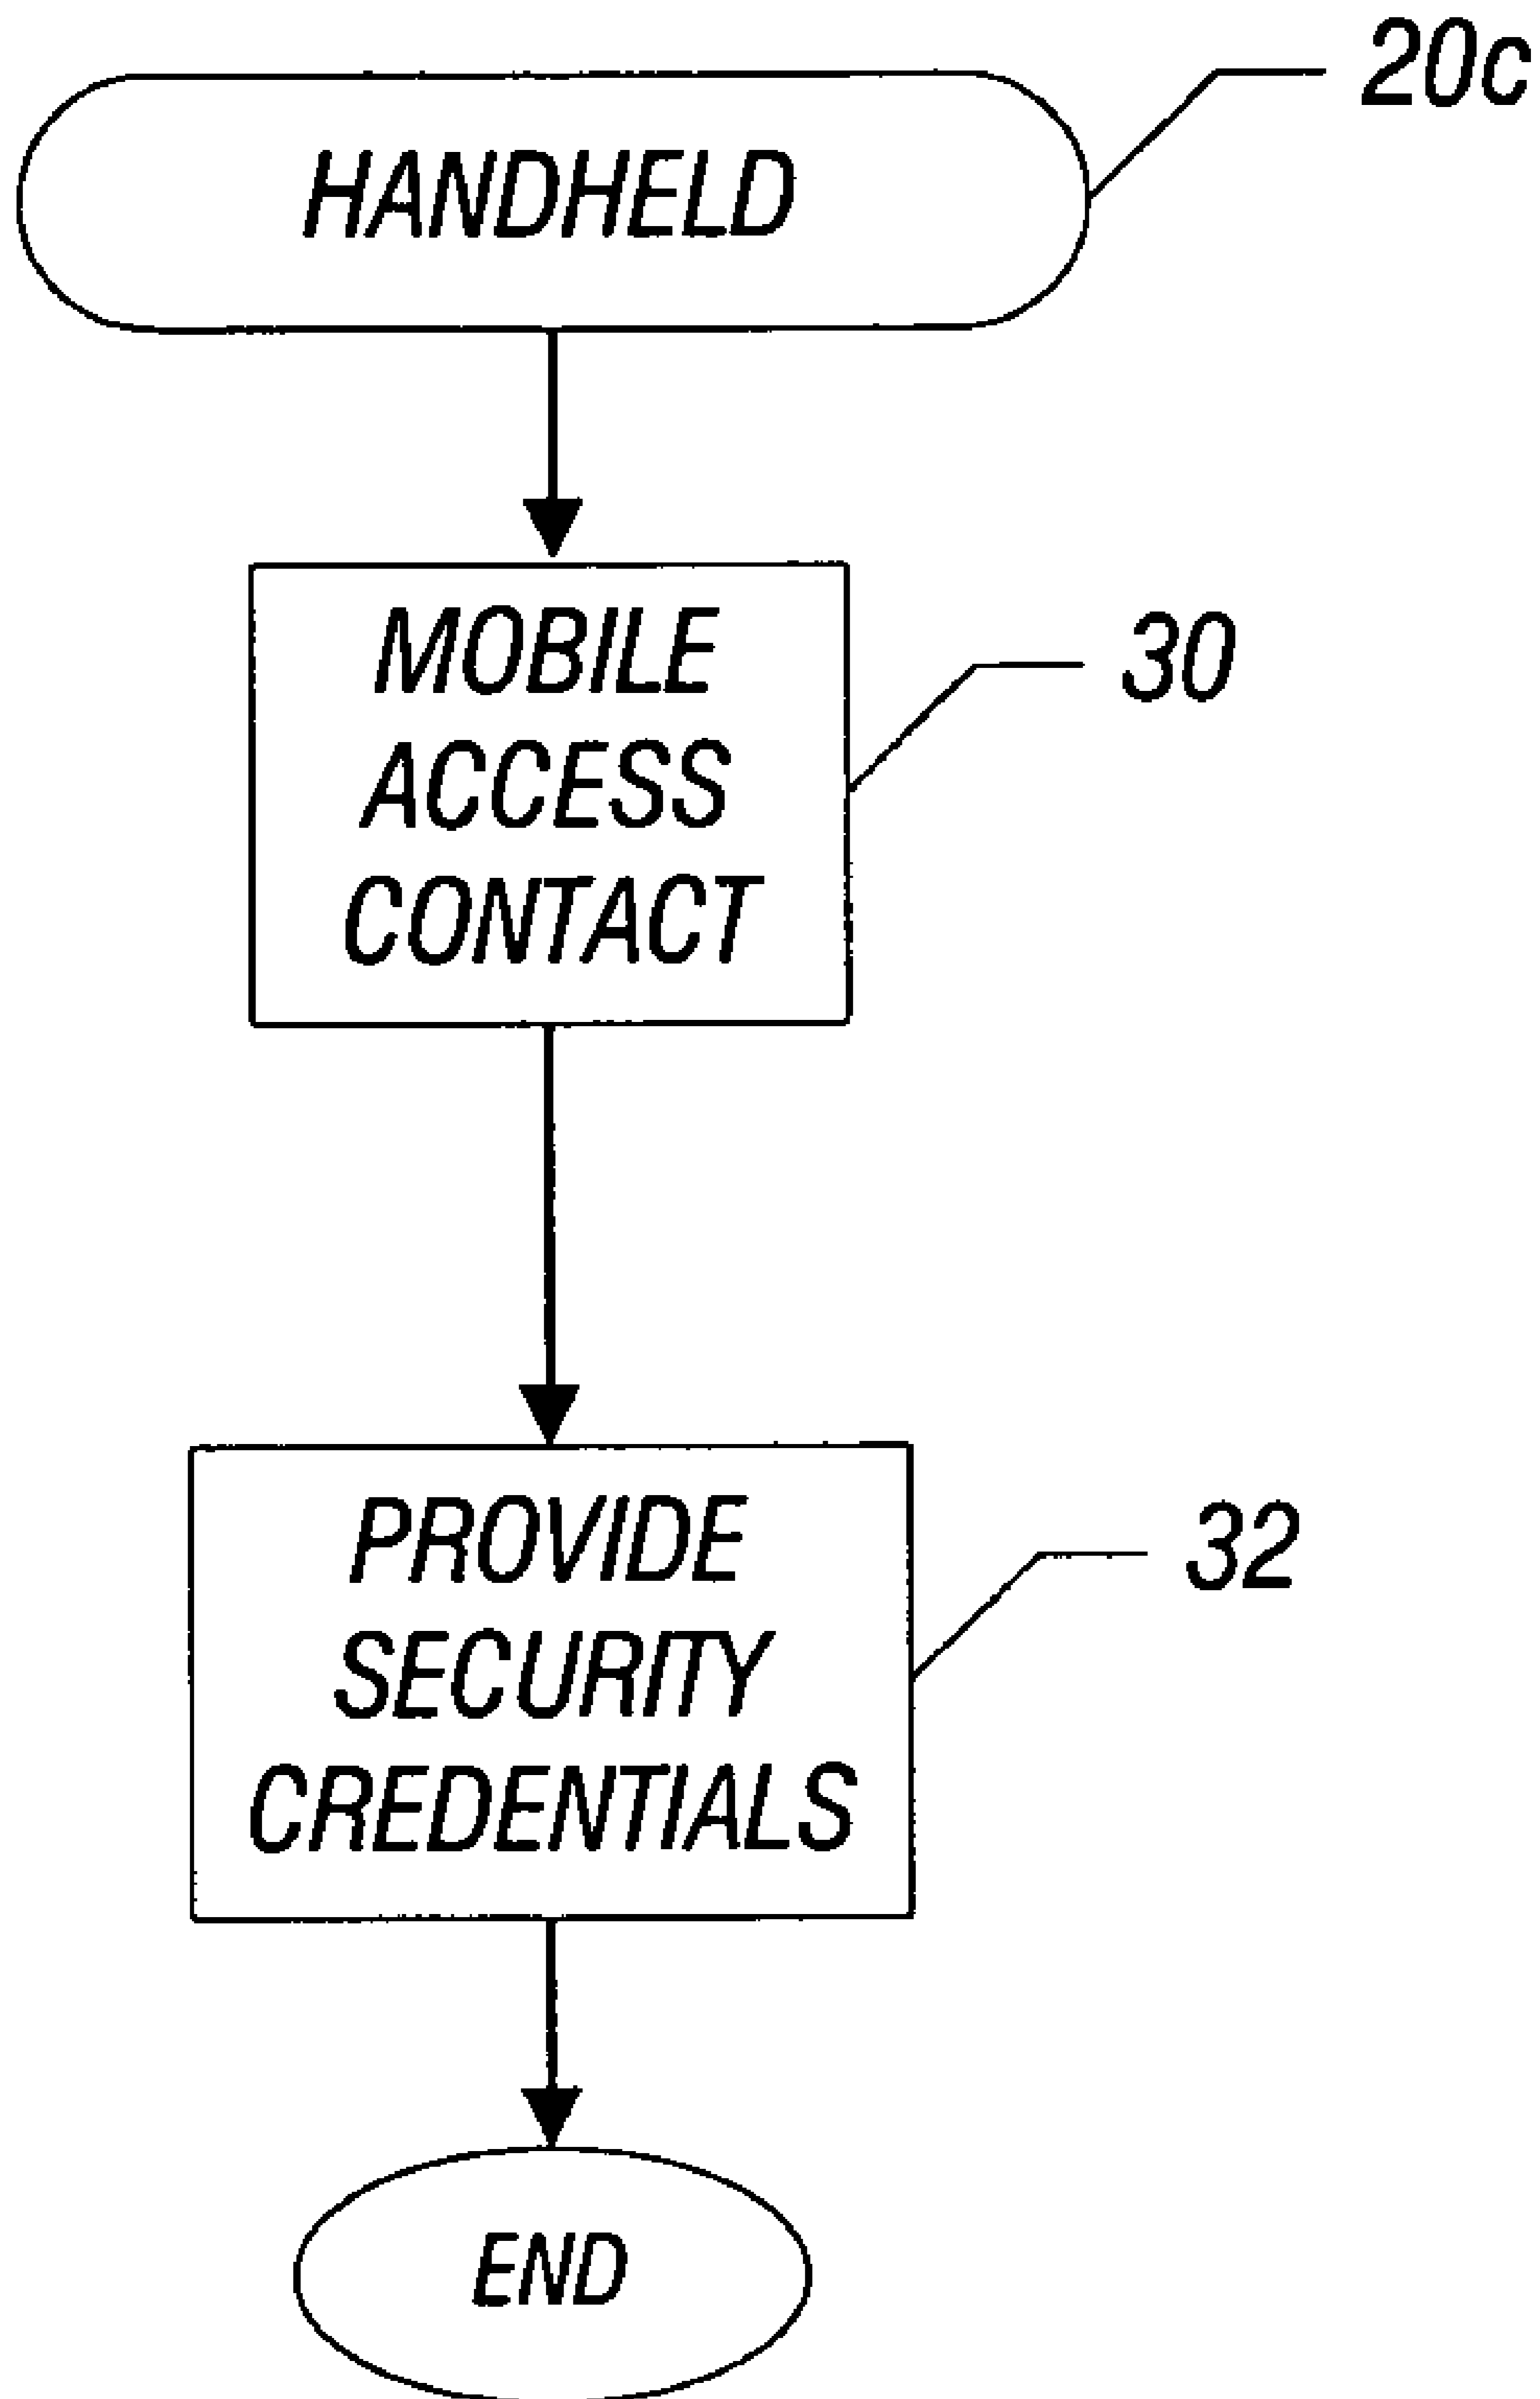 20c
HANDHELD
MOBILE
ACCESS
CONTACT
30
PROVIDE
SECURITY
CREDENTIALS
32
END